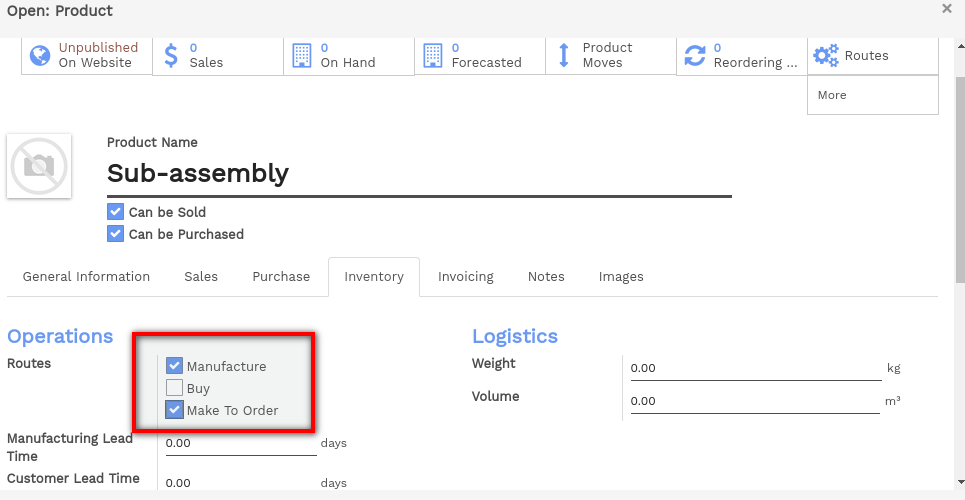 Open: Product
×
Unpublished
On Website
0
Sales
0
On Hand
0
Forecasted
Product
Moves
0
Reordering ...
Routes
More
Product Name
Sub-assembly
Can be Sold
Can be Purchased
General Information Sales Purchase Inventory Invoicing Notes Images
Operations
Routes
Manufacture
Buy
Make To Order
Manufacturing Lead
Time
0.00 days
Customer Lead Time
0.00 days
Logistics
Weight 0.00 kg
Volume 0.00 m³